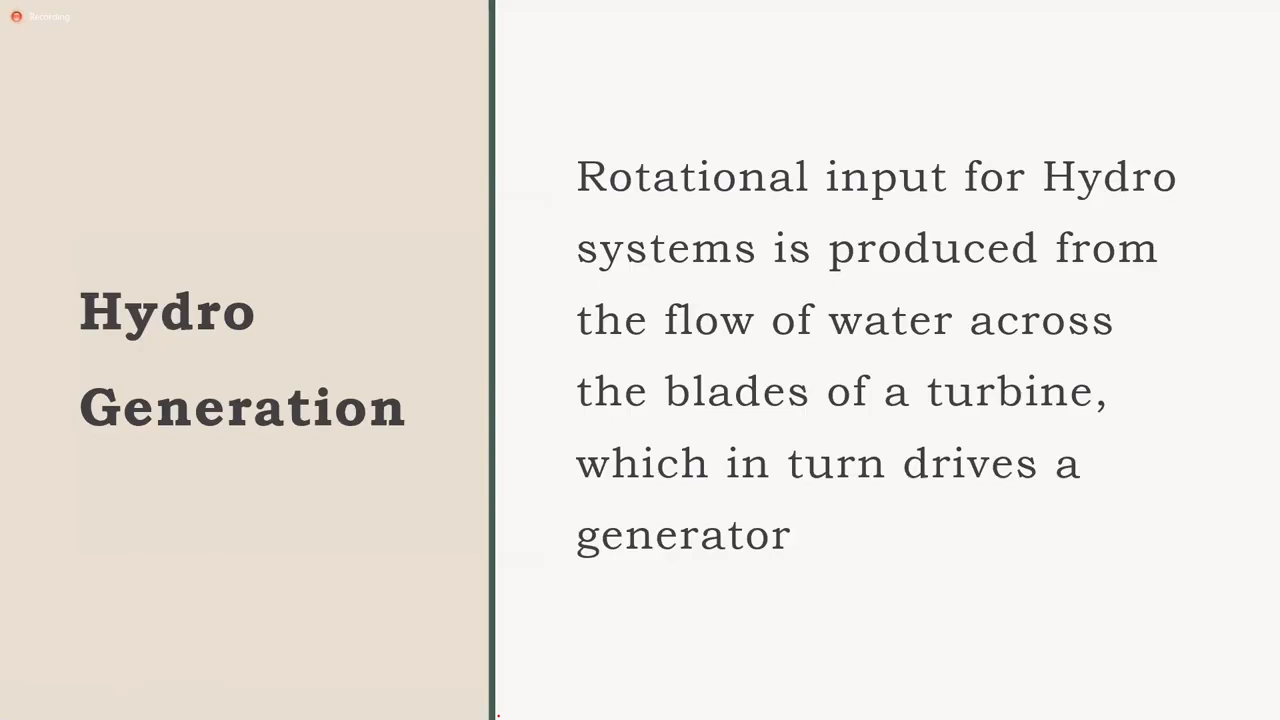 Recording
Hydro
Generation
Rotational input for Hydro
systems is produced from
the flow of water across
the blades of a turbine,
which in turn drives a
generator